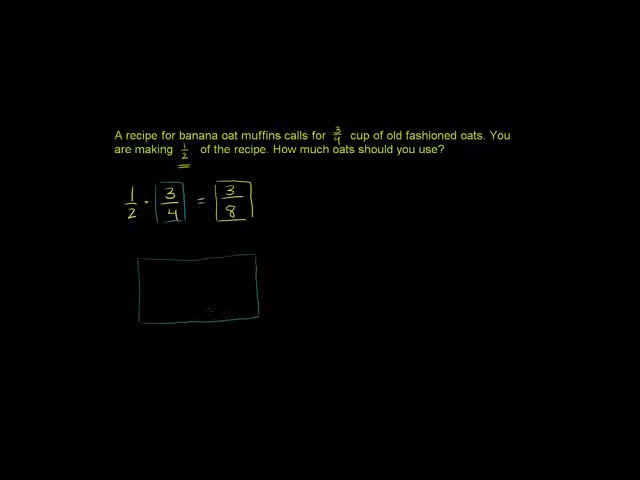 A recipe for banana oat muffins calls for 3/4 cup of old fashioned oats. You
are making 1/2 of the recipe. How much oats should you use?
1/2 · 3/4 = 3/8